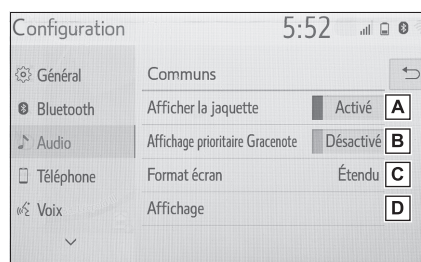 Configuration 5:52
Général
Communs
Bluetooth
Afficher la jaquette Activé A
Audio
Affichage prioritaire Gracenote Désactivé B
Téléphone
Format écran Étendu C
Voix
Affichage D